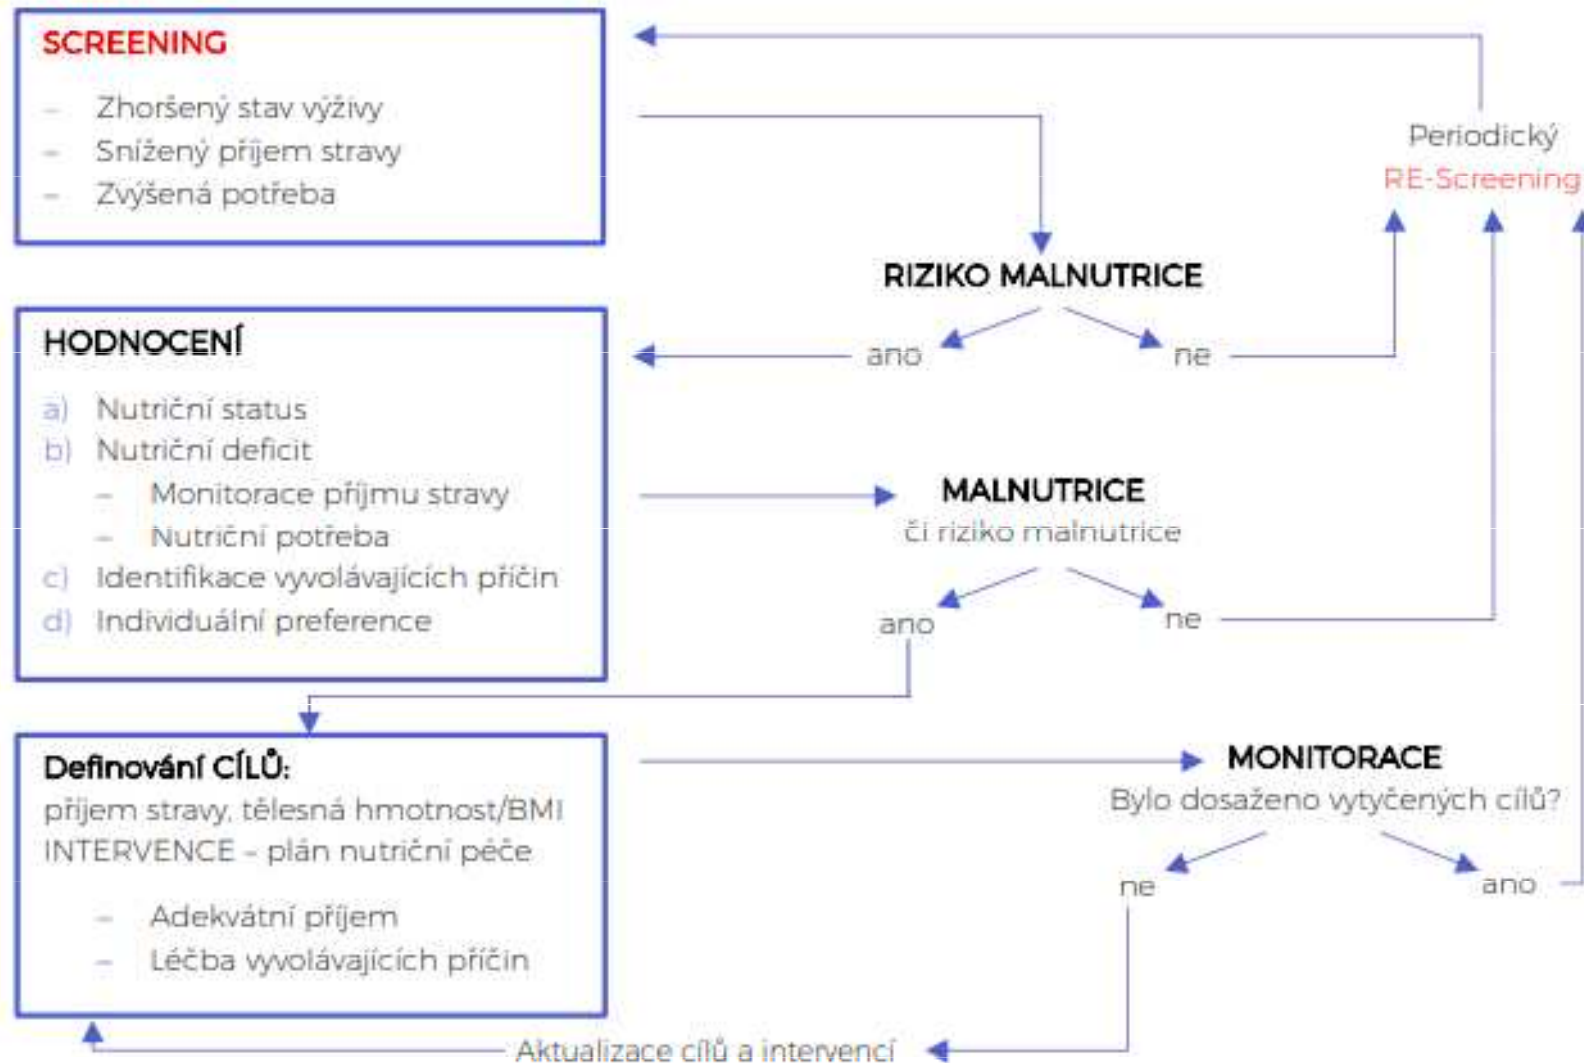 SCREENING
– Zhoršený stav výživy
– Snížený příjem stravy
– Zvýšená potřeba
Periodický
RE-Screening
RIZIKO MALNUTRICE
ano
ne
HODNOCENÍ
a) Nutriční status
b) Nutriční deficit
– Monitorace příjmu stravy
– Nutriční potřeba
c) Identifikace vyvolávajících příčin
d) Individuální preference
MALNUTRICE
či riziko malnutrice
ano
ne
Definování CÍLŮ:
příjem stravy, tělesná hmotnost/BMI
INTERVENCE – plán nutriční péče
– Adekvátní příjem
– Léčba vyvolávajících příčin
MONITORACE
Bylo dosaženo vytyčených cílů?
ne
ano
Aktualizace cílů a intervencí